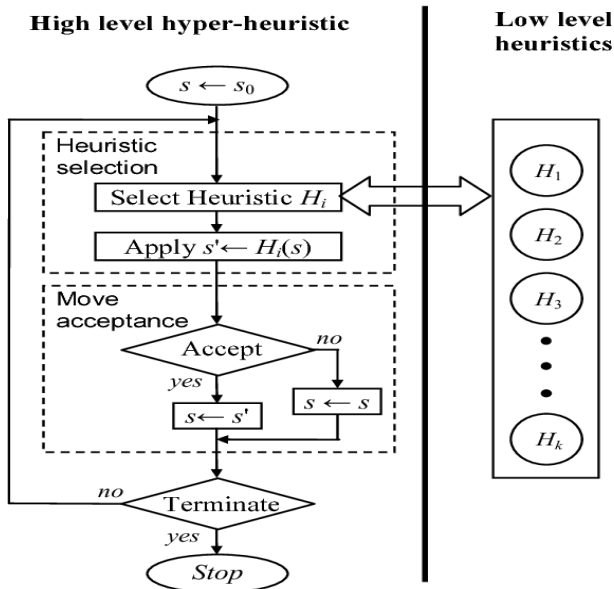 High level hyper-heuristic
s ← s₀
Heuristic
selection
Select Heuristic Hᵢ
Apply s'← Hᵢ(s)
Move
acceptance
Accept
no
yes
s← s'
s ← s
no
Terminate
yes
Stop
Low level
heuristics
H₁
H₂
H₃
Hₖ